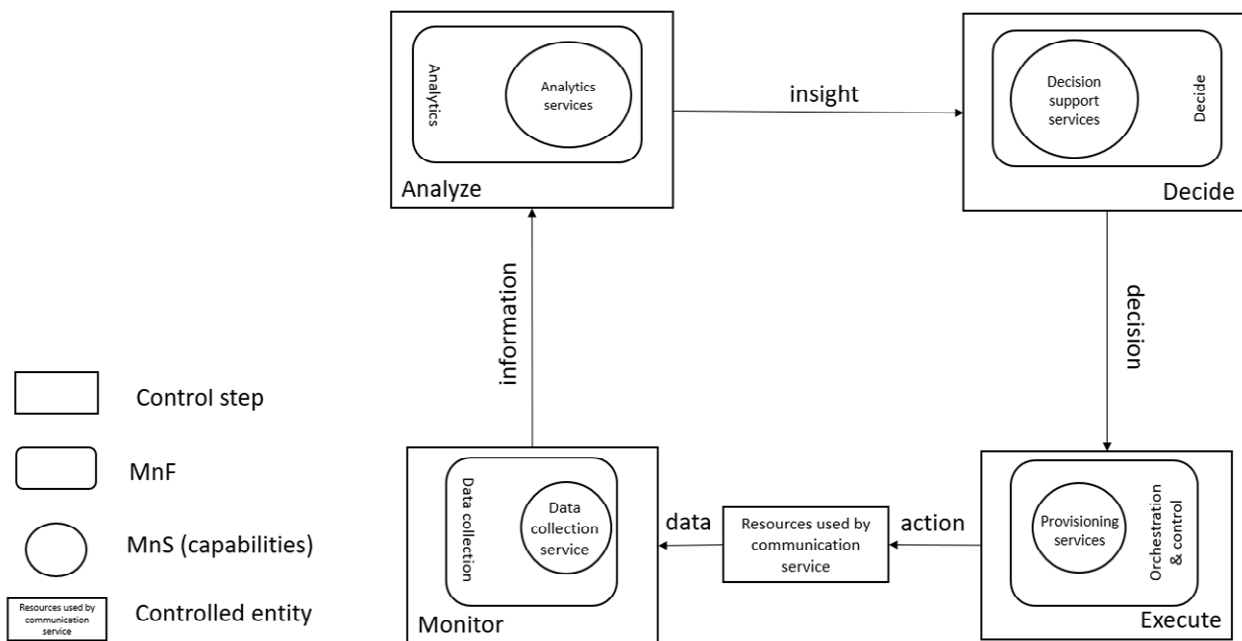 Analytics
Analytics
services
Analyze
insight
Decision
support
services
Decide
Decide
information
decision
Control step
MnF
MnS (capabilities)
Resources used by
communication
service
Controlled entity
Data collection
Data
collection
service
Monitor
data
Resources used by
communication
service
action
Provisioning
services
Orchestration
& control
Execute